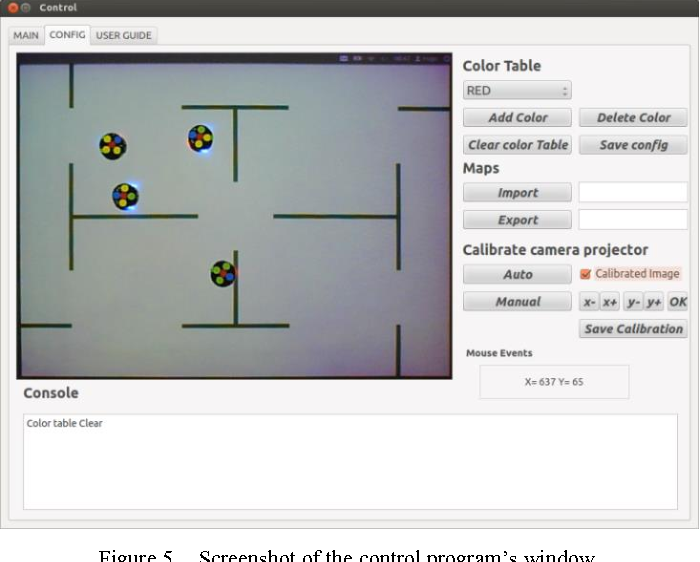 Control
MAIN CONFIG USER GUIDE
Color Table
RED
Add Color Delete Color
Clear color Table Save config
Maps
Import
Export
Calibrate camera projector
Auto Calibrated Image
Manual x- x+ y- y+ OK
Save Calibration
Mouse Events
X= 637 Y= 65
Console
Color table Clear
Figure 5. Screenshot of the control program's window